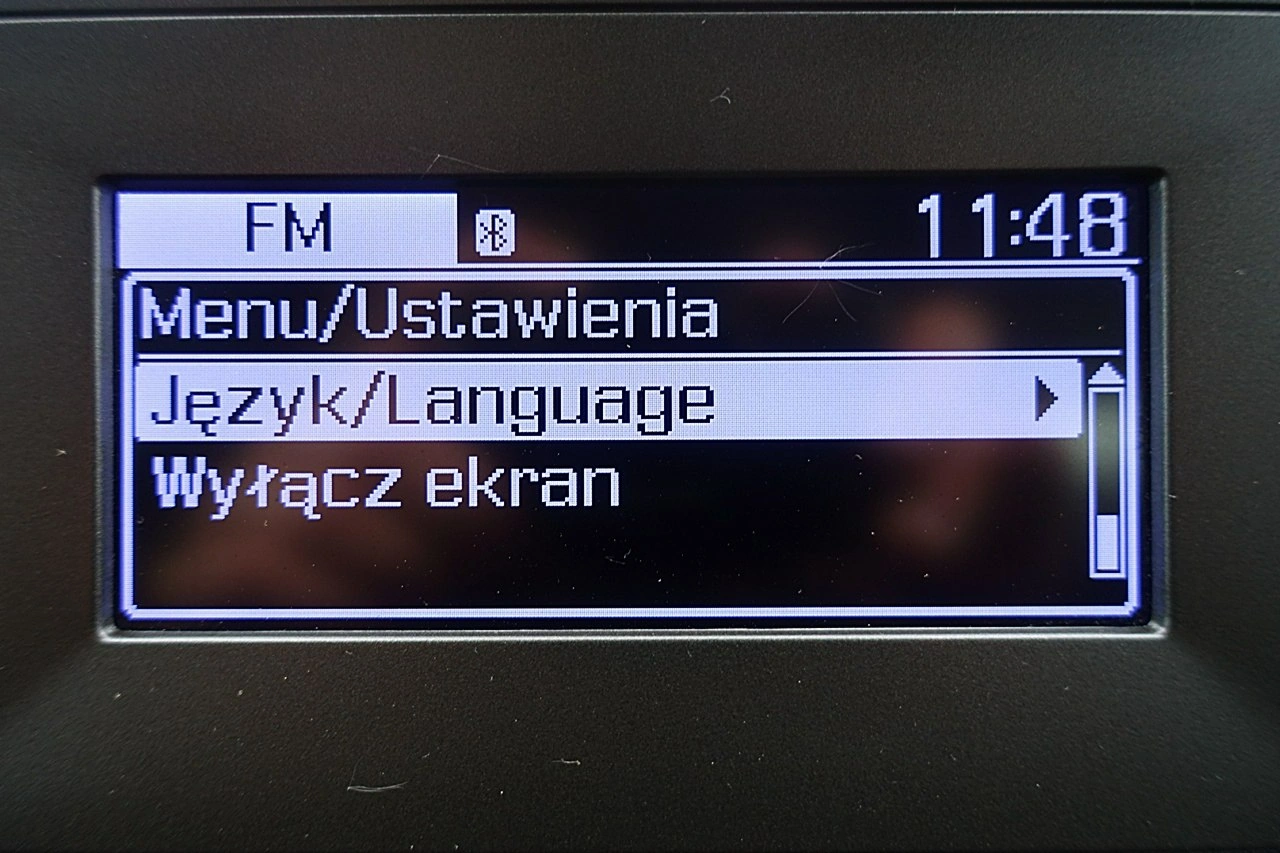 FM 11:48
Menu/Ustawienia
Język/Language
Wyłącz ekran